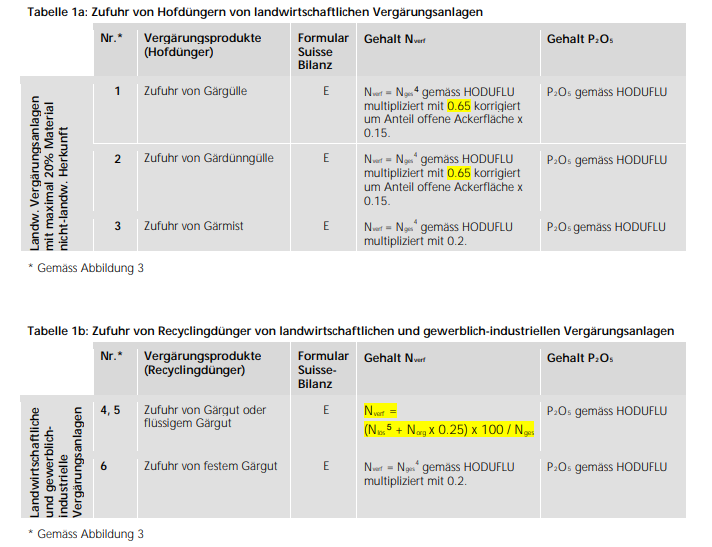 Tabelle 1a: Zufuhr von Hofdüngern von landwirtschaftlichen Vergärungsanlagen
Nr.* Vergärungsprodukte (Hofdünger) Formular Suisse Bilanz Gehalt Nverf Gehalt P2O5
Landw. Vergärungsanlagen
mit maximal 20% Material
nicht-landw. Herkunft
1 Zufuhr von Gärgülle E Nverf = Nges4 gemäss HODUFLU
multipliziert mit 0.65 korrigiert
um Anteil offene Ackerfläche x
0.15.
P2O5 gemäss HODUFLU
2 Zufuhr von Gärdünngülle E Nverf = Nges4 gemäss HODUFLU
multipliziert mit 0.65 korrigiert
um Anteil offene Ackerfläche x
0.15.
P2O5 gemäss HODUFLU
3 Zufuhr von Gärmist E Nverf = Nges4 gemäss HODUFLU
multipliziert mit 0.2.
P2O5 gemäss HODUFLU
* Gemäss Abbildung 3
Tabelle 1b: Zufuhr von Recyclingdünger von landwirtschaftlichen und gewerblich-industriellen Vergärungsanlagen
Nr.* Vergärungsprodukte (Recyclingdünger) Formular Suisse-Bilanz Gehalt Nverf Gehalt P2O5
Landwirtschaftliche
und gewerblich-
industrielle
Vergärungsanlagen
4, 5 Zufuhr von Gärgut oder
flüssigem Gärgut
E Nverf =
(Nlös5 + Norg x 0.25) x 100 / Nges
P2O5 gemäss HODUFLU
6 Zufuhr von festem Gärgut E Nverf = Nges4 gemäss HODUFLU
multipliziert mit 0.2.
P2O5 gemäss HODUFLU
* Gemäss Abbildung 3